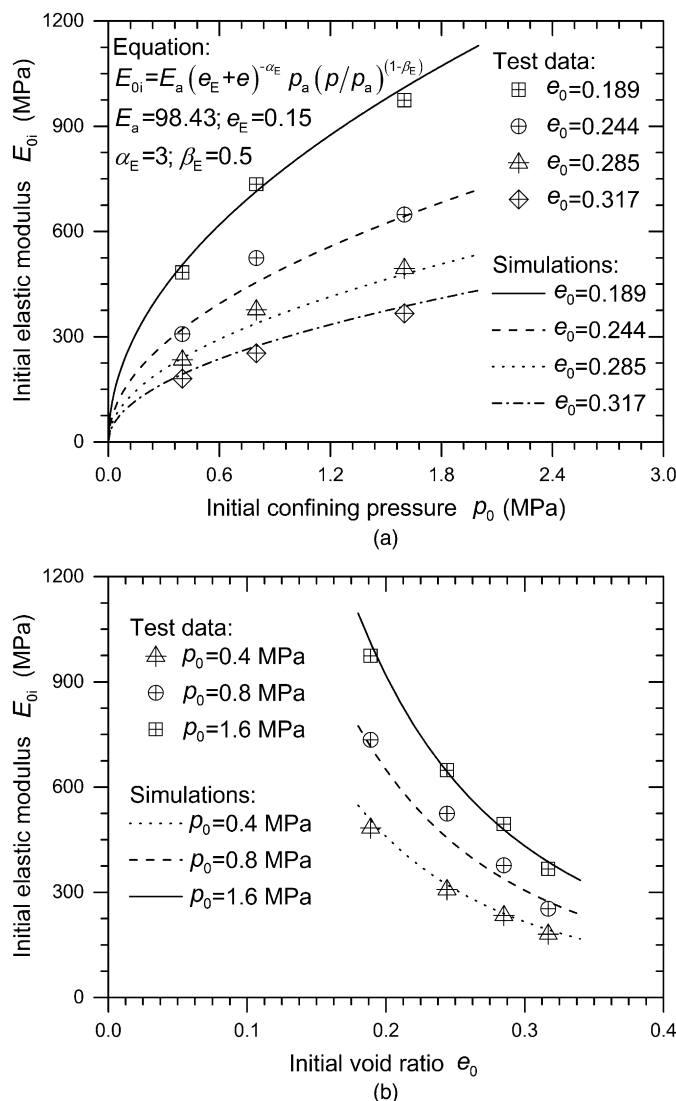 Equation:
E₀ᵢ=Eₐ(e_E+e)^(-α_E) pₐ(p/pₐ)^(1-β_E)
Eₐ=98.43; e_E=0.15
α_E=3; β_E=0.5
Test data:
e₀=0.189
e₀=0.244
e₀=0.285
e₀=0.317
Simulations:
e₀=0.189
e₀=0.244
e₀=0.285
e₀=0.317
1200
900
600
300
0
Initial elastic modulus E₀ᵢ (MPa)
0.0 0.6 1.2 1.8 2.4 3.0
Initial confining pressure p₀ (MPa)
(a)
Test data:
p₀=0.4 MPa
p₀=0.8 MPa
p₀=1.6 MPa
Simulations:
p₀=0.4 MPa
p₀=0.8 MPa
p₀=1.6 MPa
1200
900
600
300
0
Initial elastic modulus E₀ᵢ (MPa)
0.0 0.1 0.2 0.3 0.4
Initial void ratio e₀
(b)